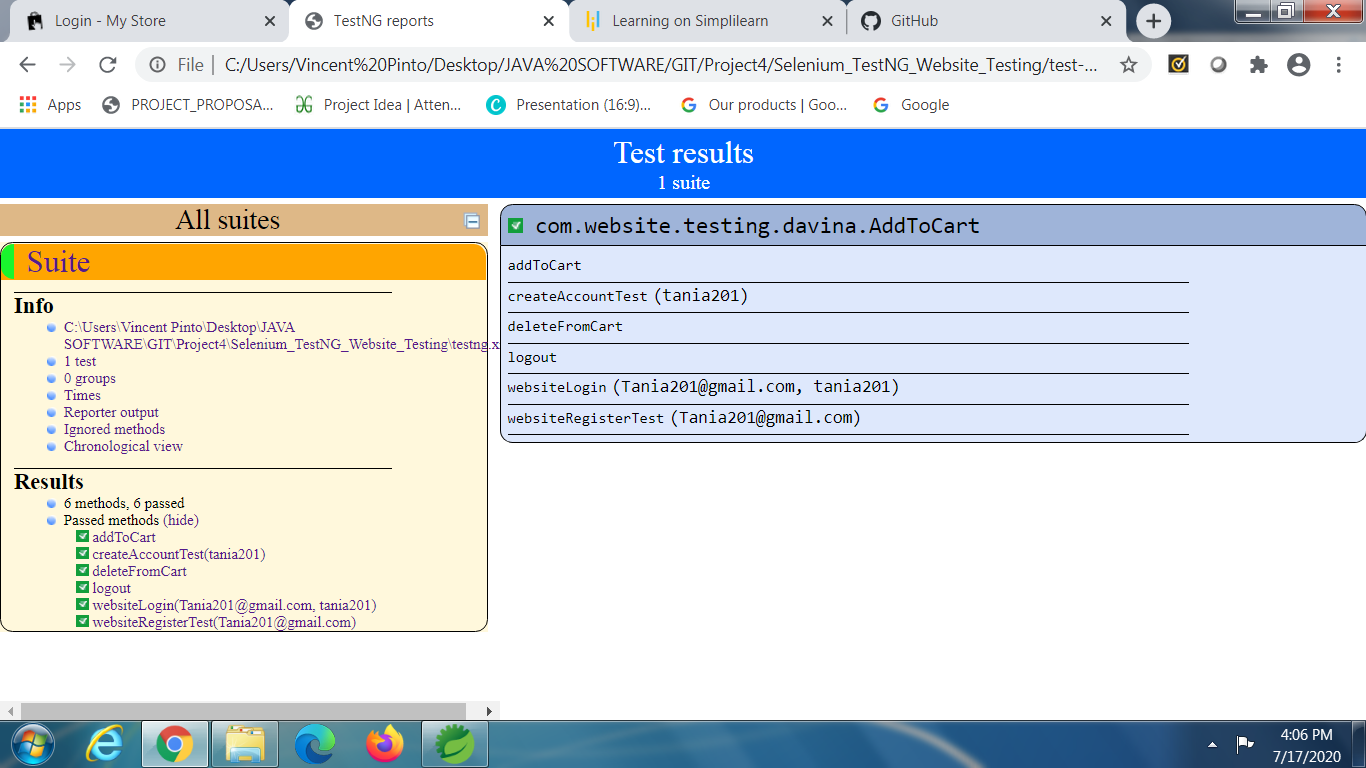 Login - My Store
TestNG reports
Learning on Simplilearn
GitHub
File | C:/Users/Vincent%20Pinto/Desktop/JAVA%20SOFTWARE/GIT/Project4/Selenium_TestNG_Website_Testing/test-...
Apps
PROJECT_PROPOSA...
Project Idea | Atten...
Presentation (16:9)...
Our products | Goo...
Google
Test results
1 suite
All suites
Suite
Info
C:\Users\Vincent Pinto\Desktop\JAVA
SOFTWARE\GIT\Project4\Selenium_TestNG_Website_Testing\testng.x
1 test
0 groups
Times
Reporter output
Ignored methods
Chronological view
Results
6 methods, 6 passed
Passed methods (hide)
addToCart
createAccountTest(tania201)
deleteFromCart
logout
websiteLogin(Tania201@gmail.com, tania201)
websiteRegisterTest(Tania201@gmail.com)
com.website.testing.davina.AddToCart
addToCart
createAccountTest (tania201)
deleteFromCart
logout
websiteLogin (Tania201@gmail.com, tania201)
websiteRegisterTest (Tania201@gmail.com)
4:06 PM
7/17/2020